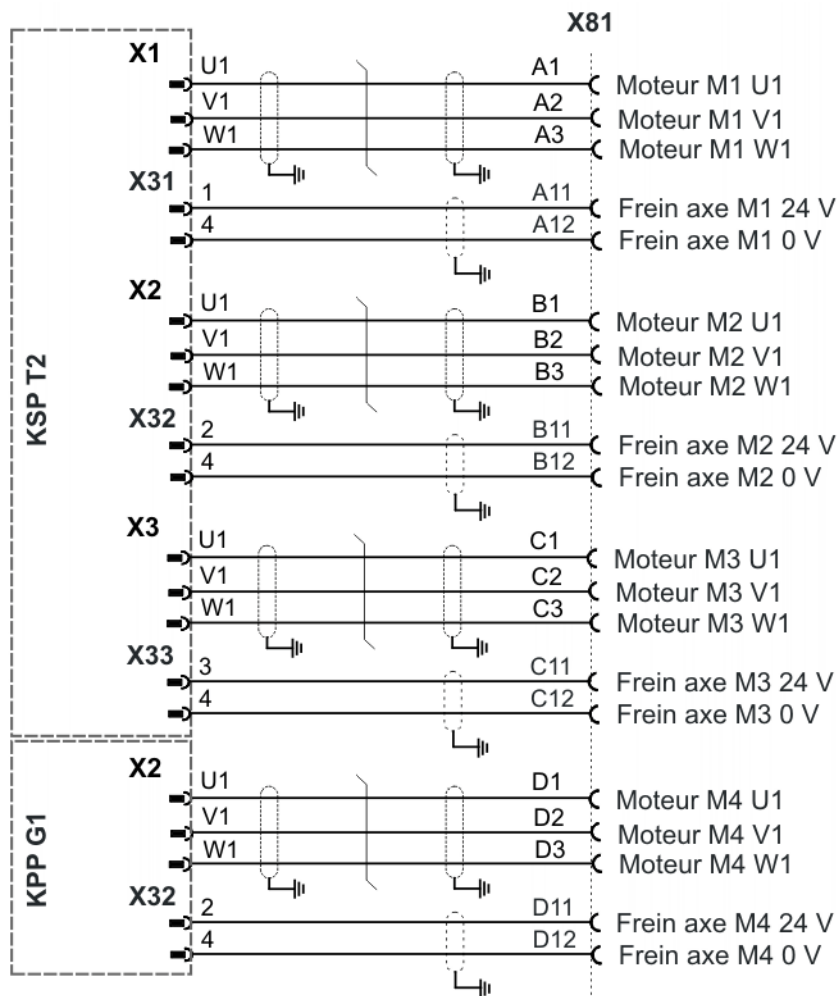 X81
X1
U1 A1 Moteur M1 U1
V1 A2 Moteur M1 V1
W1 A3 Moteur M1 W1
X31
1 A11 Frein axe M1 24 V
4 A12 Frein axe M1 0 V
X2
U1 B1 Moteur M2 U1
V1 B2 Moteur M2 V1
W1 B3 Moteur M2 W1
KSP T2
X32
2 B11 Frein axe M2 24 V
4 B12 Frein axe M2 0 V
X3
U1 C1 Moteur M3 U1
V1 C2 Moteur M3 V1
W1 C3 Moteur M3 W1
X33
3 C11 Frein axe M3 24 V
4 C12 Frein axe M3 0 V
X2
U1 D1 Moteur M4 U1
V1 D2 Moteur M4 V1
W1 D3 Moteur M4 W1
KPP G1
X32
2 D11 Frein axe M4 24 V
4 D12 Frein axe M4 0 V